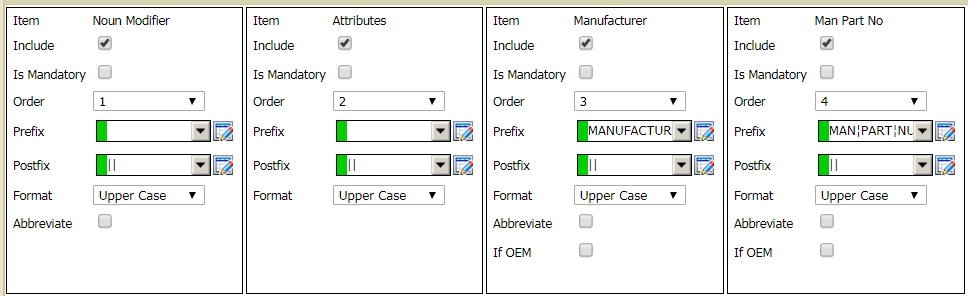 Item Noun Modifier
Include
Is Mandatory
Order 1
Prefix
Postfix ||
Format Upper Case
Abbreviate
Item Attributes
Include
Is Mandatory
Order 2
Prefix
Postfix ||
Format Upper Case
Item Manufacturer
Include
Is Mandatory
Order 3
Prefix MANUFACTUR
Postfix ||
Format Upper Case
Abbreviate
If OEM
Item Man Part No
Include
Is Mandatory
Order 4
Prefix MAN¦PART¦NU
Postfix ||
Format Upper Case
Abbreviate
If OEM